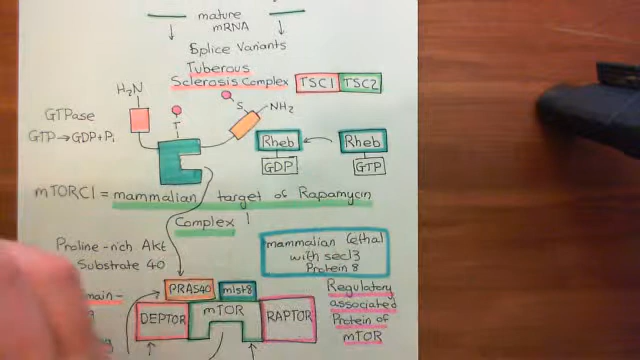 mature
mRNA
Splice Variants
Tuberous
Sclerosis Complex
TSC1 TSC2
H₂N
S
NH₂
T
GTPase
GTP→GDP+Pi
Rheb
GDP
Rheb
GTP
mTORC1 = mammalian target of Rapamycin
Complex 1
Proline-rich Akt
Substrate 40
mammalian lethal
with sec13
Protein 8
PRAS40
mlst8
DEPTOR
mTOR
RAPTOR
Regulatory
associated
Protein of
mTOR
main-